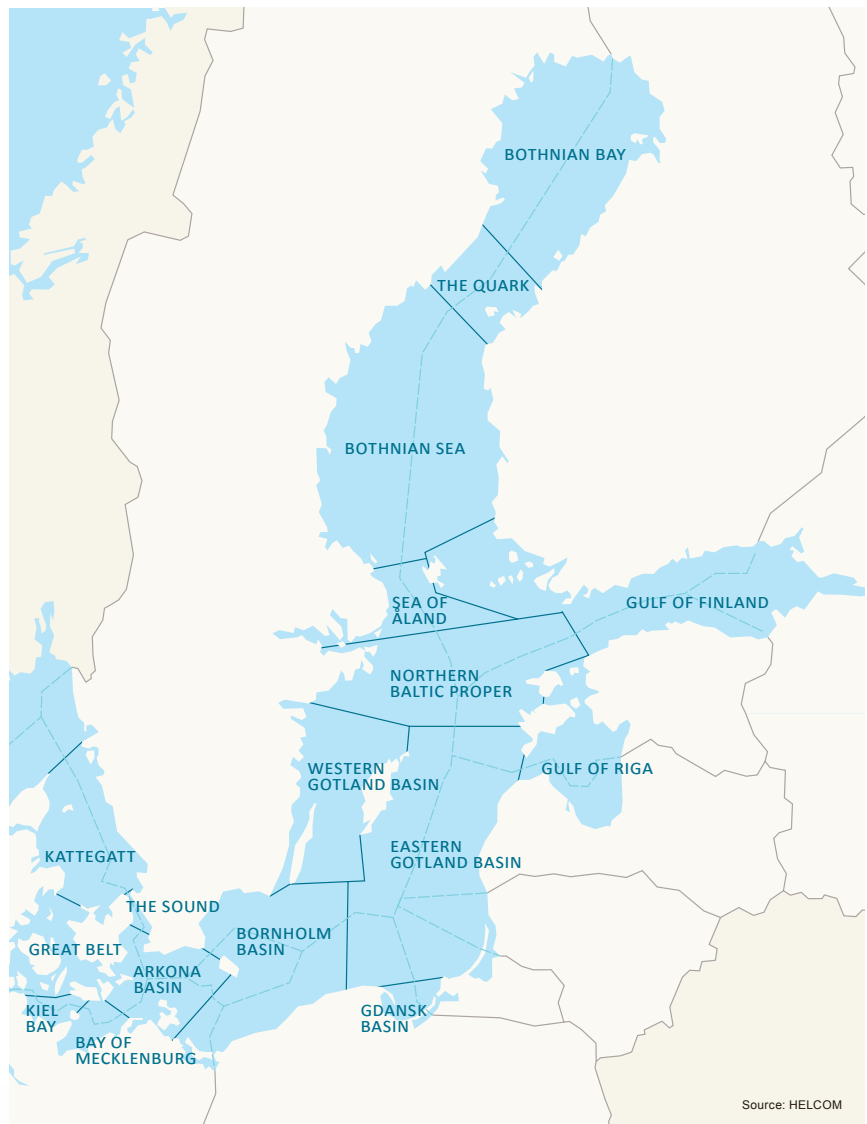 BOTHNIAN BAY
THE QUARK
BOTHNIAN SEA
SEA OF
ÅLAND
GULF OF FINLAND
NORTHERN
BALTIC PROPER
WESTERN
GOTLAND BASIN
GULF OF RIGA
EASTERN
GOTLAND BASIN
KATTEGATT
THE SOUND
BORNHOLM
BASIN
GREAT BELT
ARKONA
BASIN
KIEL
BAY
GDANSK
BASIN
BAY OF
MECKLENBURG
Source: HELCOM